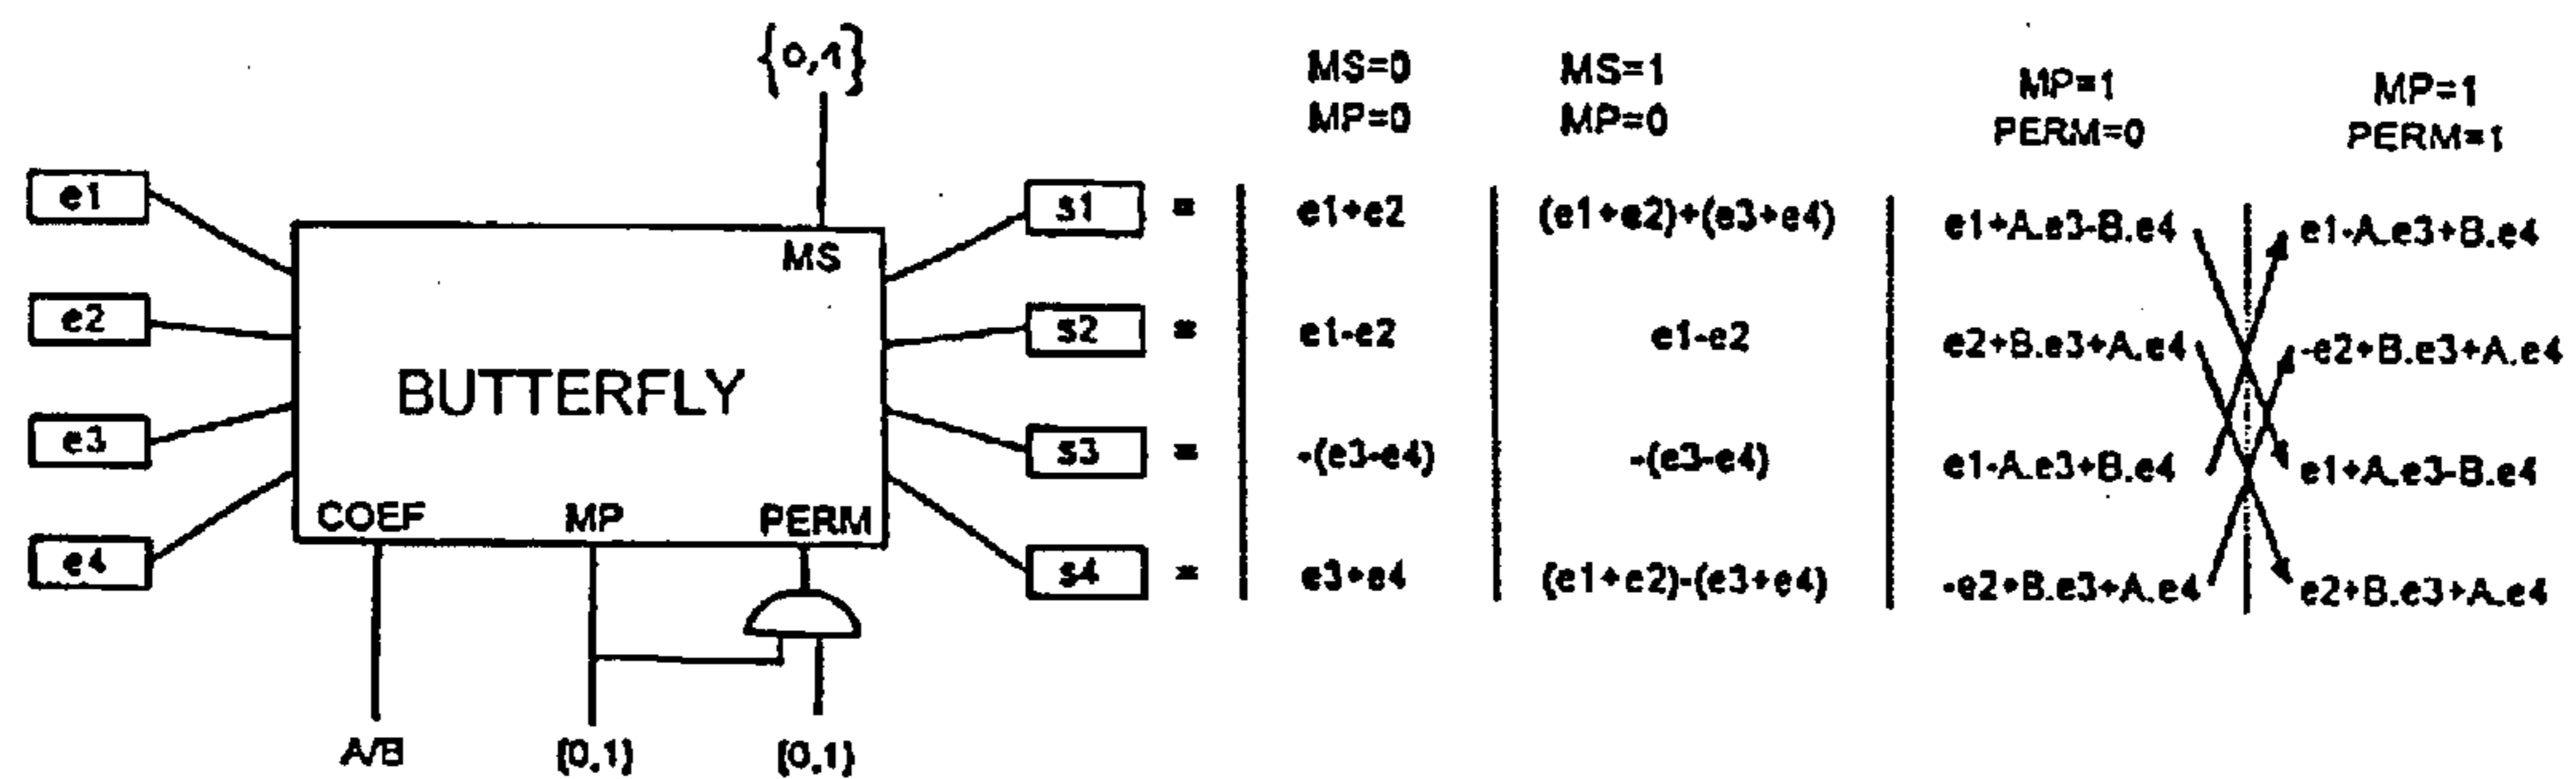 {0,1}
MS=0 MS=1 MP=1 MP=1
MP=0 MP=0 PERM=0 PERM=1
e1 s1 = e1+e2 (e1+e2)+(e3+e4) e1+A.e3-B.e4 e1-A.e3+B.e4
MS
e2 s2 = e1-e2 e1-e2 e2+B.e3+A.e4 -e2+B.e3+A.e4
BUTTERFLY
e3 s3 = -(e3-e4) -(e3-e4) e1-A.e3+B.e4 e1+A.e3-B.e4
COEF MP PERM
e4 s4 = e3+e4 (e1+e2)-(e3+e4) -e2+B.e3+A.e4 e2+B.e3+A.e4
A/B {0,1} {0,1}